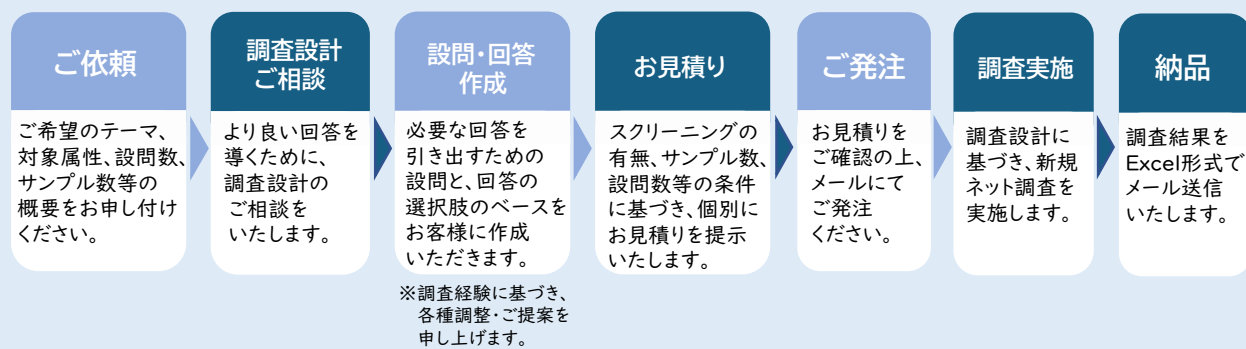 ご依頼
ご希望のテーマ、
対象属性、設問数、
サンプル数等の
概要をお申し付け
ください。
調査設計
ご相談
より良い回答を
導くために、
調査設計の
ご相談を
いたします。
設問・回答
作成
必要な回答を
引き出すための
設問と、回答の
選択肢のベースを
お客様に作成
いただきます。
※調査経験に基づき、
各種調整・ご提案を
申し上げます。
お見積り
スクリーニングの
有無、サンプル数、
設問数等の条件
に基づき、個別に
お見積りを提示
いたします。
ご発注
お見積りを
ご確認の上、
メールにて
ご発注
ください。
調査実施
調査設計に
基づき、新規
ネット調査を
実施します。
納品
調査結果を
Excel形式で
メール送信
いたします。